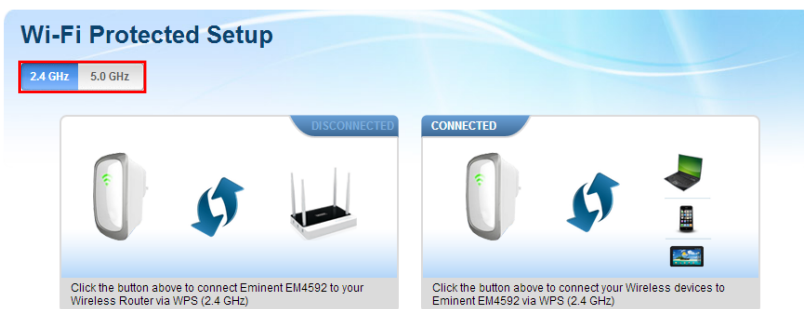 Wi-Fi Protected Setup
2.4 GHz
5.0 GHz
DISCONNECTED
CONNECTED
Click the button above to connect Eminent EM4592 to your
Wireless Router via WPS (2.4 GHz)
Click the button above to connect your Wireless devices to
Eminent EM4592 via WPS (2.4 GHz)